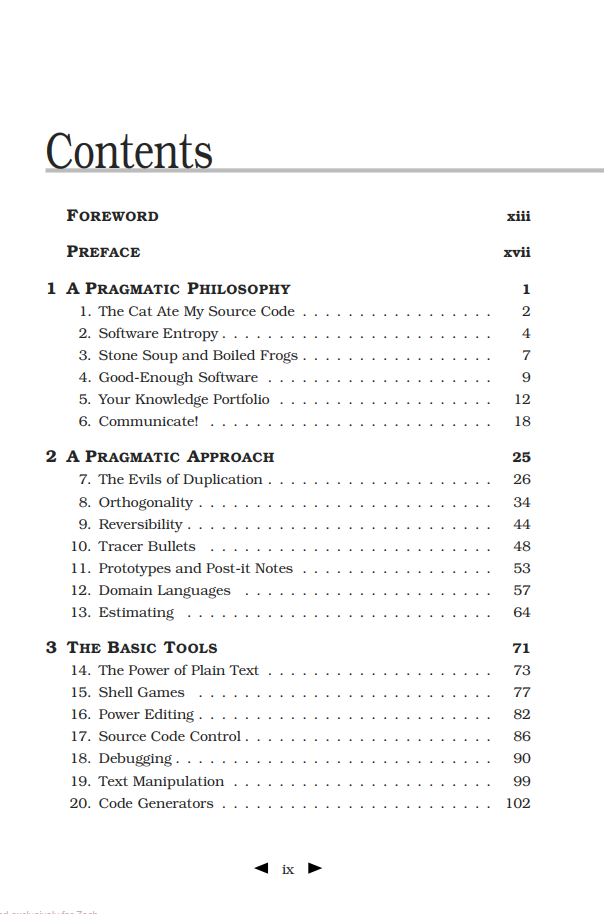 Contents
FOREWORD xiii
PREFACE xvii
1 A PRAGMATIC PHILOSOPHY 1
1. The Cat Ate My Source Code . . . . . . . . . . . . . . . . . 2
2. Software Entropy . . . . . . . . . . . . . . . . . . . . . . . . 4
3. Stone Soup and Boiled Frogs . . . . . . . . . . . . . . . . . 7
4. Good-Enough Software . . . . . . . . . . . . . . . . . . . . 9
5. Your Knowledge Portfolio . . . . . . . . . . . . . . . . . . . 12
6. Communicate! . . . . . . . . . . . . . . . . . . . . . . . . . 18
2 A PRAGMATIC APPROACH 25
7. The Evils of Duplication . . . . . . . . . . . . . . . . . . . . 26
8. Orthogonality . . . . . . . . . . . . . . . . . . . . . . . . . . 34
9. Reversibility . . . . . . . . . . . . . . . . . . . . . . . . . . . 44
10. Tracer Bullets . . . . . . . . . . . . . . . . . . . . . . . . . 48
11. Prototypes and Post-it Notes . . . . . . . . . . . . . . . . . 53
12. Domain Languages . . . . . . . . . . . . . . . . . . . . . . 57
13. Estimating . . . . . . . . . . . . . . . . . . . . . . . . . . . 64
3 THE BASIC TOOLS 71
14. The Power of Plain Text . . . . . . . . . . . . . . . . . . . . 73
15. Shell Games . . . . . . . . . . . . . . . . . . . . . . . . . . 77
16. Power Editing . . . . . . . . . . . . . . . . . . . . . . . . . . 82
17. Source Code Control . . . . . . . . . . . . . . . . . . . . . . 86
18. Debugging . . . . . . . . . . . . . . . . . . . . . . . . . . . . 90
19. Text Manipulation . . . . . . . . . . . . . . . . . . . . . . . 99
20. Code Generators . . . . . . . . . . . . . . . . . . . . . . . . 102
◄ ix ►